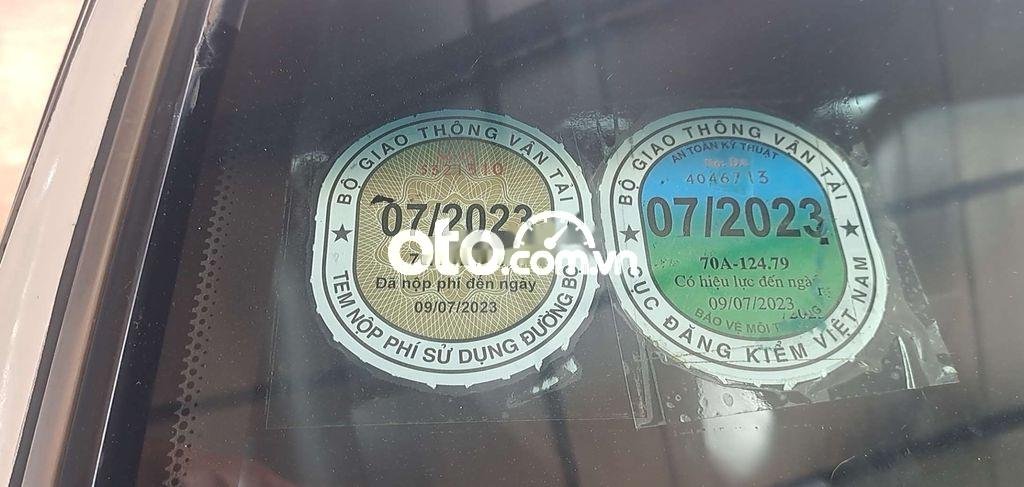 BỘ GIAO THÔNG VẬN TẢI
5521510
07/2023
Đã nộp phí đến ngày
09/07/2023
TEM NỘP PHÍ SỬ DỤNG ĐƯỜNG BỘ
oto.com.vn
BỘ GIAO THÔNG VẬN TẢI
AN TOÀN KỸ THUẬT
4046713
07/2023
70A-124.79
Có hiệu lực đến ngày
09/07/2023
BẢO VỆ MÔI
CỤC ĐĂNG KIỂM VIỆT NAM